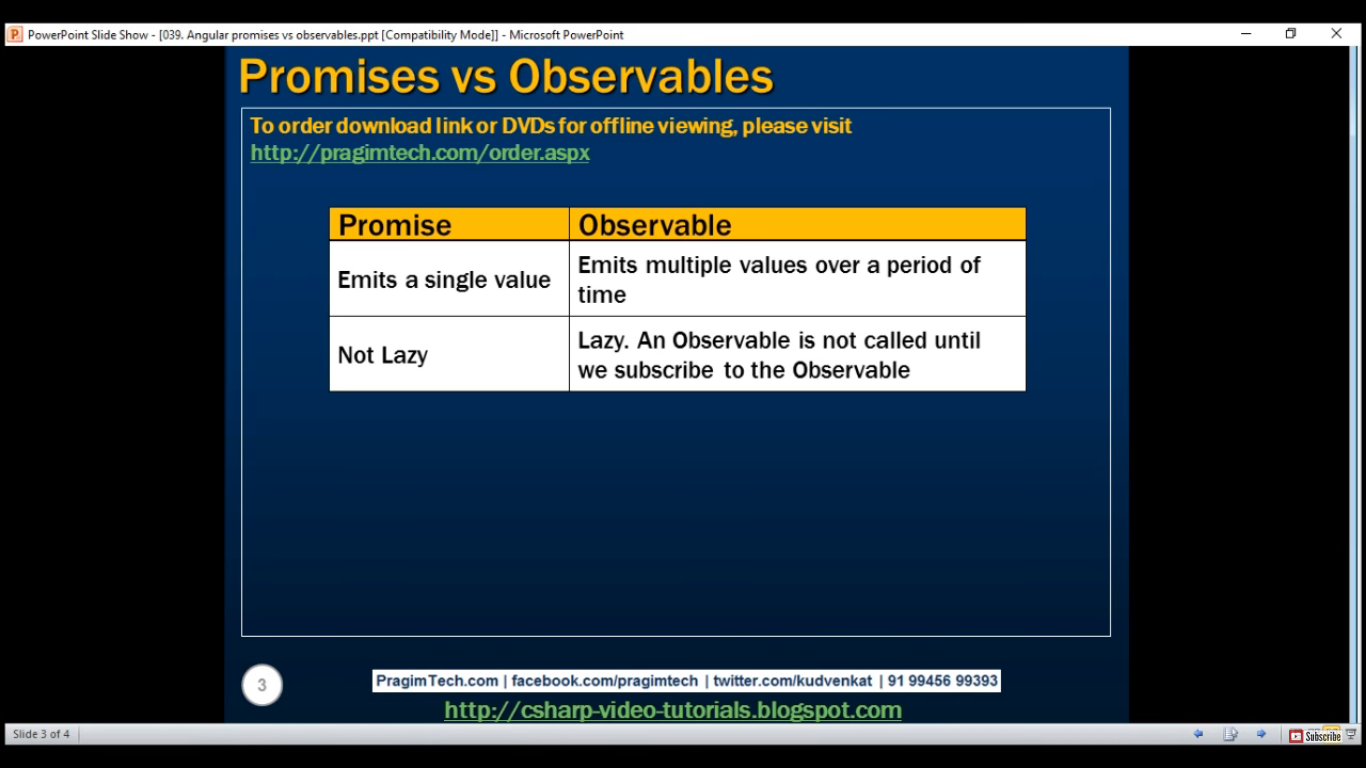 PowerPoint Slide Show - [039. Angular promises vs observables.ppt [Compatibility Mode]] - Microsoft PowerPoint
Promises vs Observables
To order download link or DVDs for offline viewing, please visit
http://pragimtech.com/order.aspx
Promise
Observable
Emits a single value
Emits multiple values over a period of
time
Not Lazy
Lazy. An Observable is not called until
we subscribe to the Observable
3
PragimTech.com | facebook.com/pragimtech | twitter.com/kudvenkat | 91 99456 99393
http://csharp-video-tutorials.blogspot.com
Slide 3 of 4
Subscribe